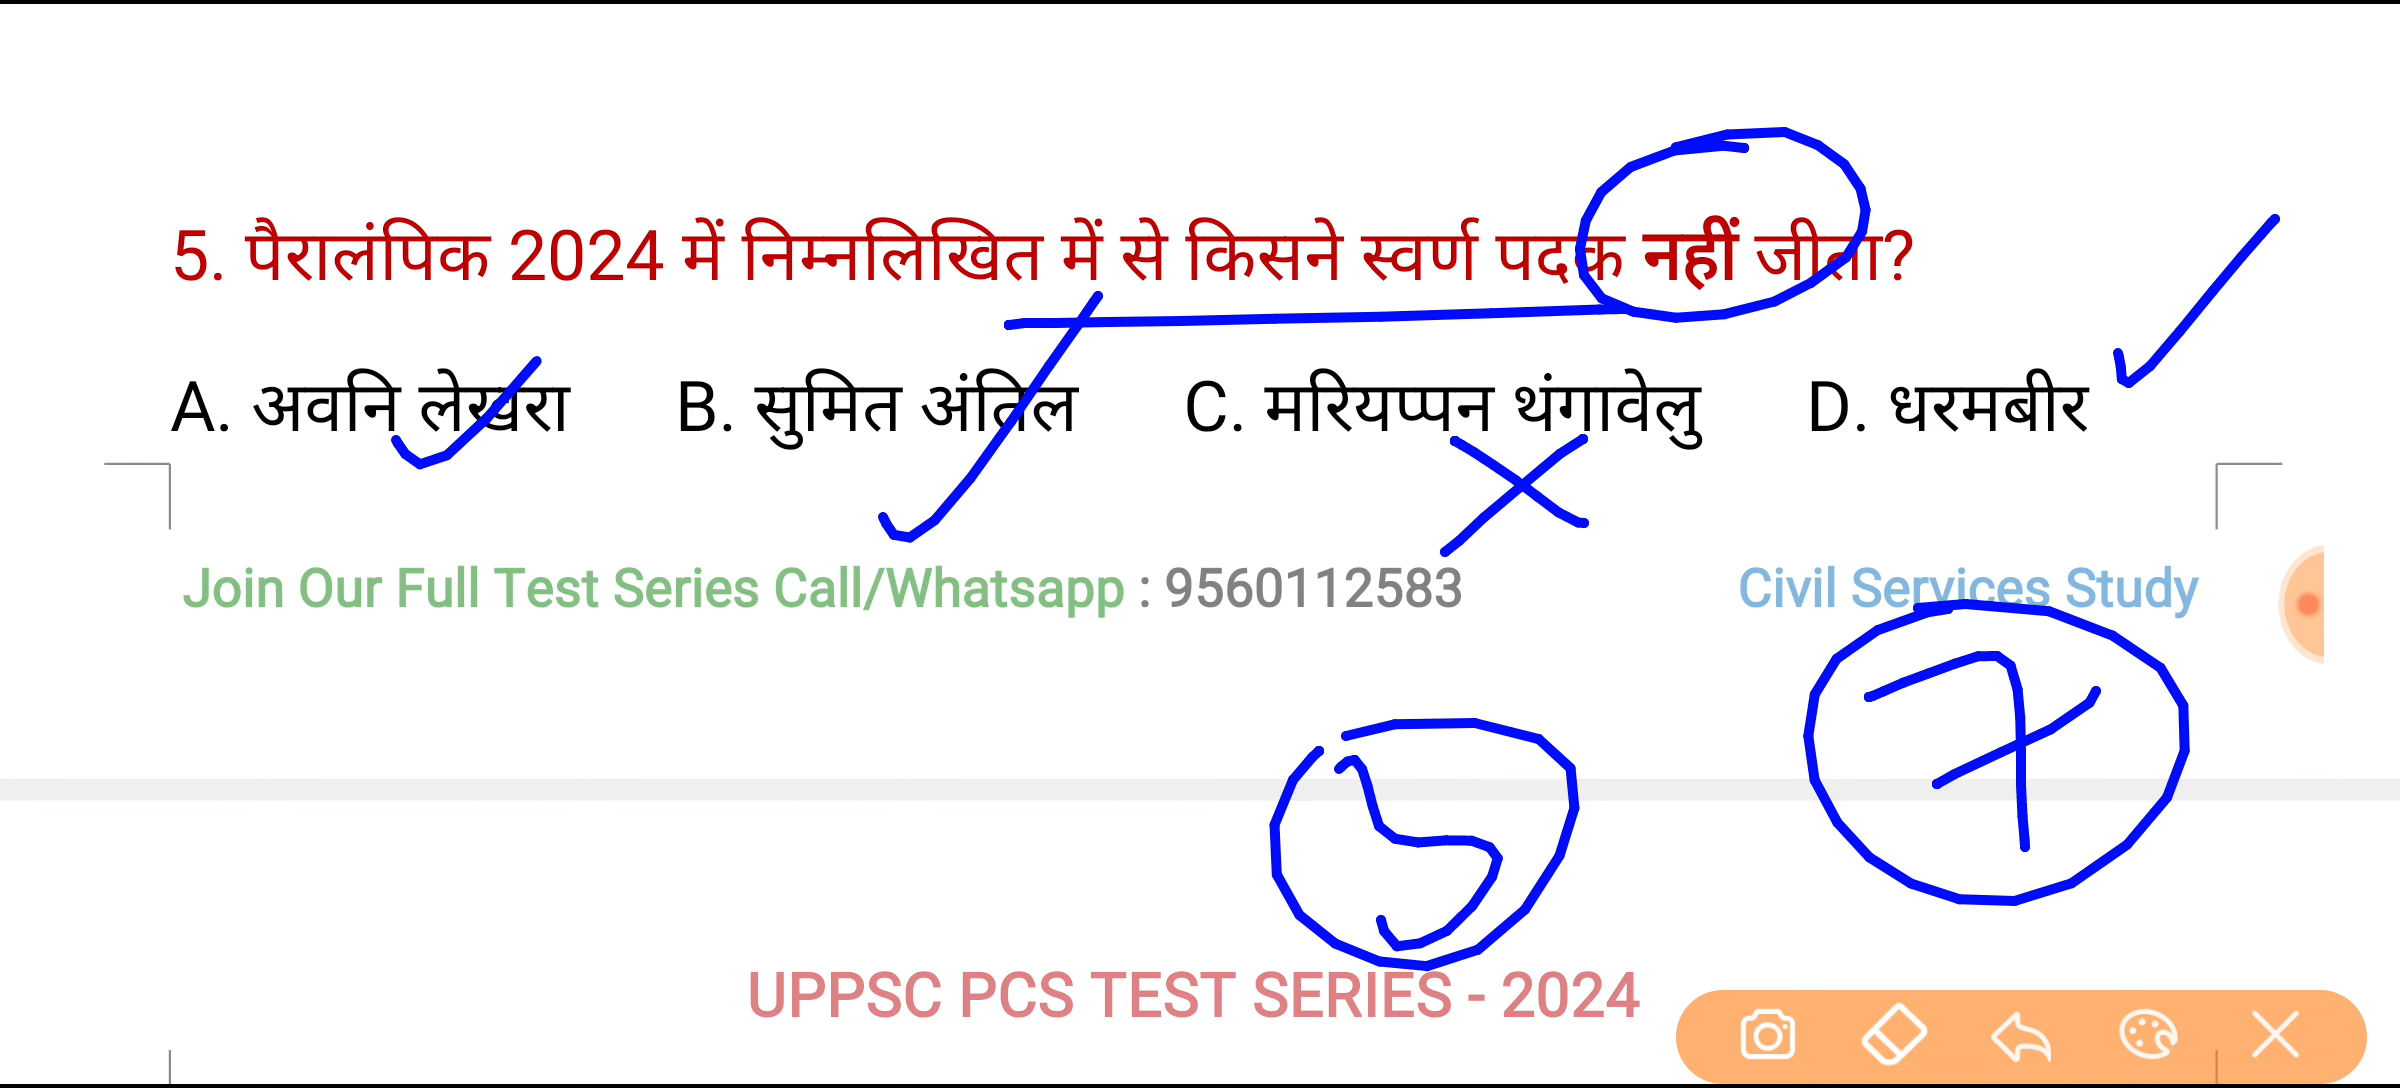 5. पैरालंपिक 2024 में निम्नलिखित में से किसने स्वर्ण पदक नहीं जीता?
A. अवनि लेखरा B. सुमित अंतिल C. मरियप्पन थंगावेलु D. धरमबीर
Join Our Full Test Series Call/Whatsapp : 9560112583 Civil Services Study
7
5
UPPSC PCS TEST SERIES - 2024